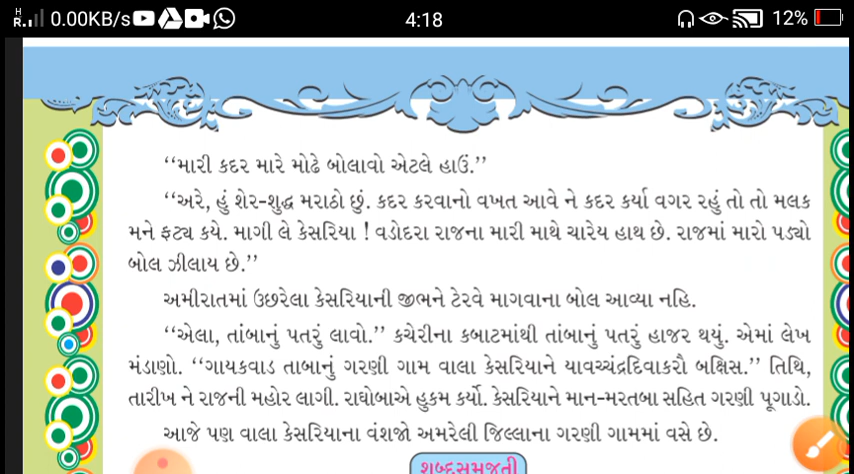 H
R. 0.00KB/s 4:18 12%
‘‘મારી કદર મારે મોઢે બોલાવો એટલે હાઉં.’’
‘‘અરે, હું શેર-શુદ્ધ મરાઠો છું. કદર કરવાનો વખત આવે ને કદર કર્યા વગર રહું તો તો મલક
મને ફટ્ય કયે. માગી લે કેસરિયા ! વડોદરા રાજના મારી માથે ચારેય હાથ છે. રાજમાં મારો પડ્યો
બોલ ઝીલાય છે.’’
અમીરાતમાં ઉછરેલા કેસરિયાની જીભને ટેરવે માગવાના બોલ આવ્યા નહિ.
‘‘એલા, તાંબાનું પતરું લાવો.’’ કચેરીના કબાટમાંથી તાંબાનું પતરું હાજર થયું. એમાં લેખ
મંડાણો. ‘‘ગાયકવાડ તાબાનું ગરણી ગામ વાલા કેસરિયાને યાવચ્ચંદ્રદિવાકરૌ બક્ષિસ.’’ તિથિ,
તારીખ ને રાજની મહોર લાગી. રાઘોબાએ હુકમ કર્યો. કેસરિયાને માન-મરતબા સહિત ગરણી પૂગાડો.
આજે પણ વાલા કેસરિયાના વંશજો અમરેલી જિલ્લાના ગરણી ગામમાં વસે છે.
શબ્દસમજૂતી